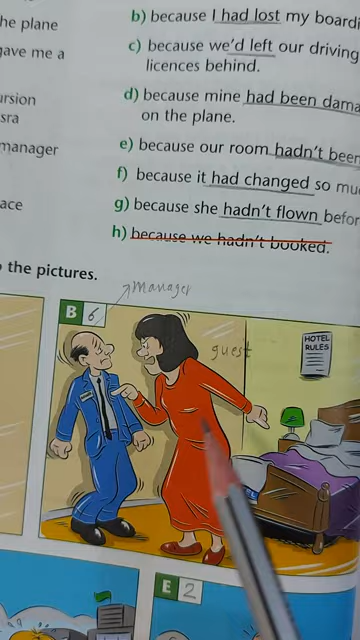 b) because I had lost my boardi
he plane
c) because we'd left our driving
gave me a
licences behind.
d) because mine had been dama
ursion
on the plane.
sra
e) because our room hadn't been
manager
f) because it had changed so mu
g) because she hadn't flown befor
ace
h) because we hadn't booked.
the pictures.
manager
B 6
guest
HOTEL
RULES
E 2